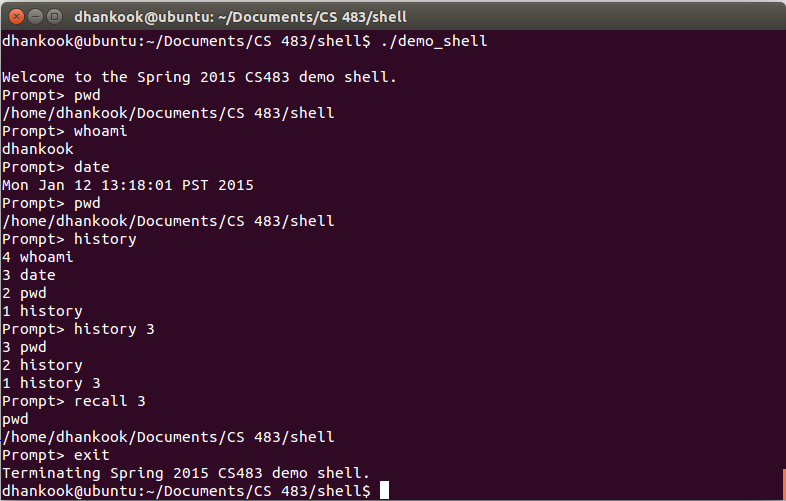 dhankook@ubuntu: ~/Documents/CS 483/shell
dhankook@ubuntu:~/Documents/CS 483/shell$ ./demo_shell
Welcome to the Spring 2015 CS483 demo shell.
Prompt> pwd
/home/dhankook/Documents/CS 483/shell
Prompt> whoami
dhankook
Prompt> date
Mon Jan 12 13:18:01 PST 2015
Prompt> pwd
/home/dhankook/Documents/CS 483/shell
Prompt> history
4 whoami
3 date
2 pwd
1 history
Prompt> history 3
3 pwd
2 history
1 history 3
Prompt> recall 3
pwd
/home/dhankook/Documents/CS 483/shell
Prompt> exit
Terminating Spring 2015 CS483 demo shell.
dhankook@ubuntu:~/Documents/CS 483/shell$